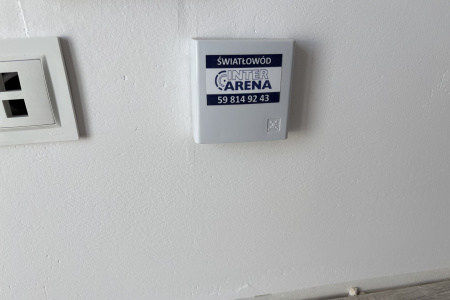 ŚWIATŁOWÓD
INTER
ARENA
59 814 92 43